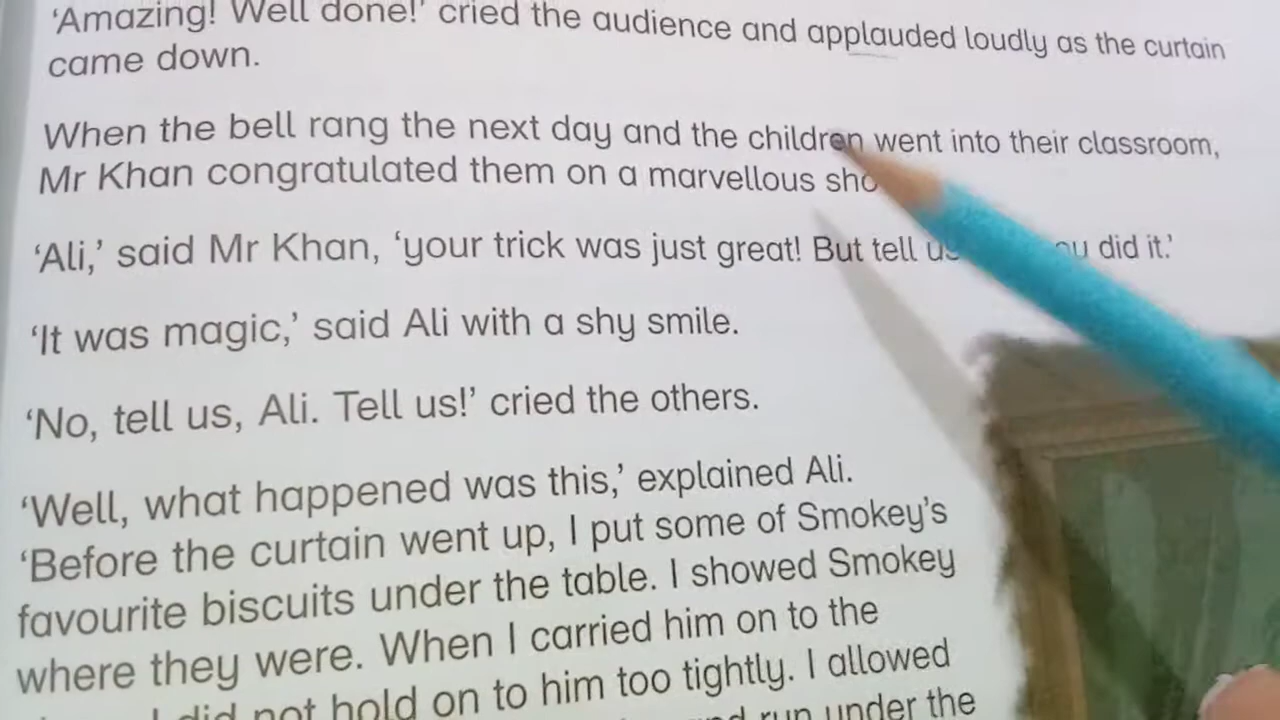 ‘Amazing! Well done!’ cried the audience and applauded loudly as the curtain
came down.
When the bell rang the next day and the children went into their classroom,
Mr Khan congratulated them on a marvellous
‘Ali,’ said Mr Khan, ‘your trick was just great! But tell us did it.’
‘It was magic,’ said Ali with a shy smile.
‘No, tell us, Ali. Tell us!’ cried the others.
‘Well, what happened was this,’ explained Ali.
‘Before the curtain went up, I put some of Smokey’s
favourite biscuits under the table. I showed Smokey
where they were. When I carried him on to the
I did not hold on to him too tightly. I allowed
run under the